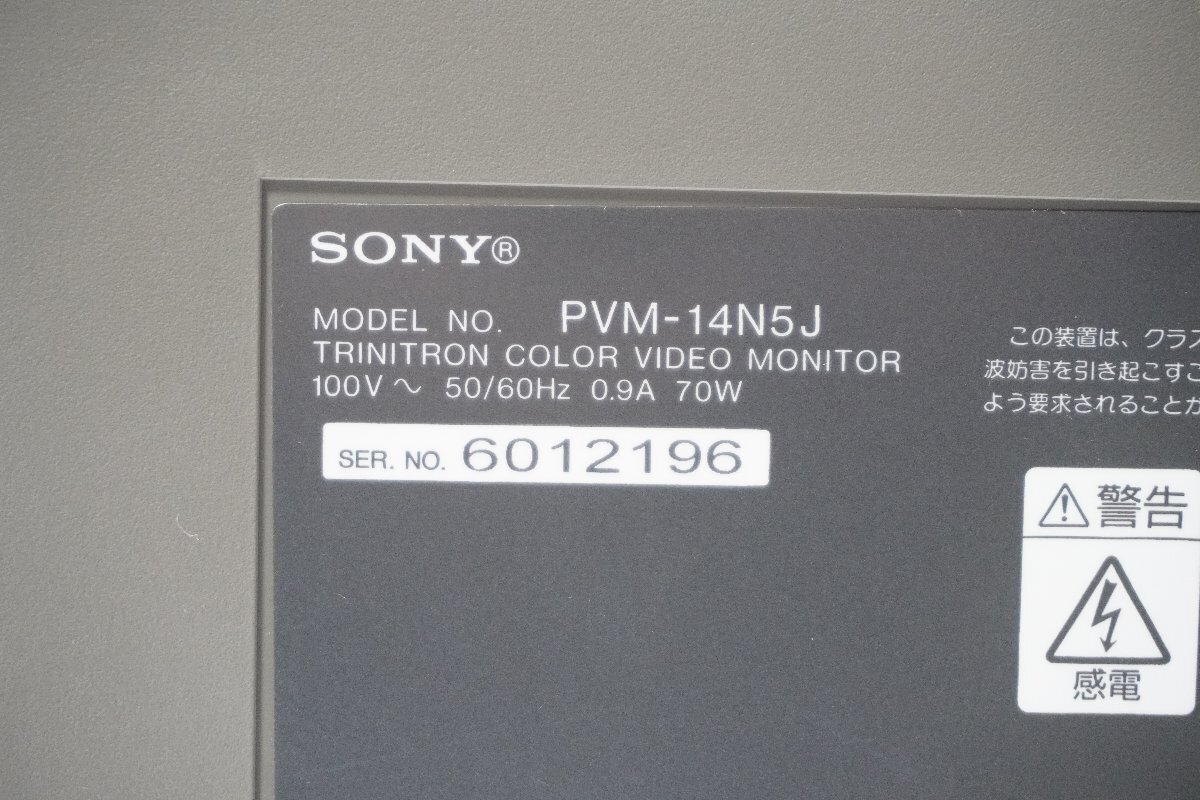 SONY®
MODEL NO. PVM-14N5J
TRINITRON COLOR VIDEO MONITOR
100V ~ 50/60Hz 0.9A 70W
SER. NO. 6012196
この装置は、クラ
波妨害を引き起こすこ
よう要求されることが
警告
感電